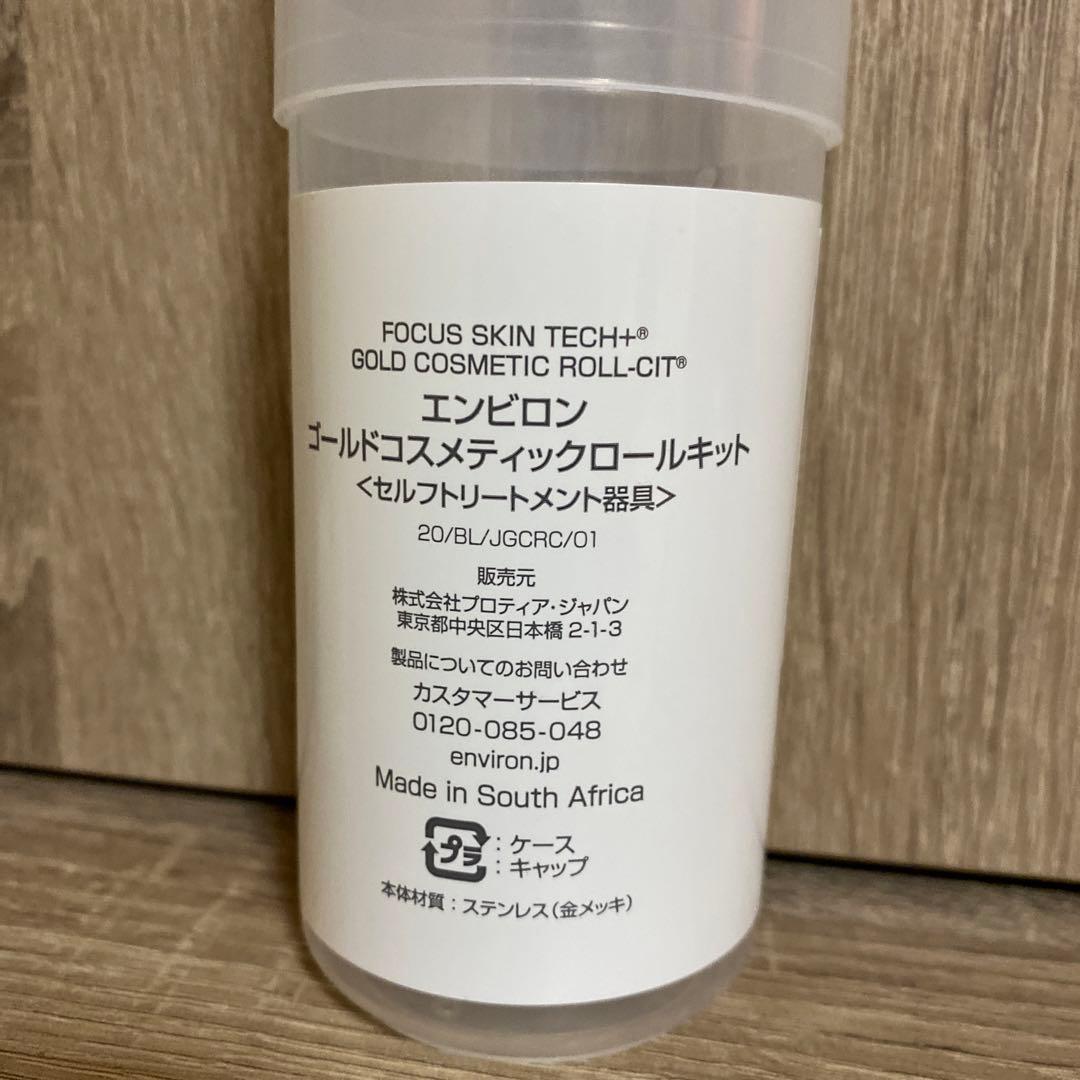 FOCUS SKIN TECH+®
GOLD COSMETIC ROLL-CIT®
エンビロン
ゴールドコスメティックロールキット
<セルフトリートメント器具>
20/BL/JGCRC/01
販売元
株式会社プロティア・ジャパン
東京都中央区日本橋 2-1-3
製品についてのお問い合わせ
カスタマーサービス
0120-085-048
environ.jp
Made in South Africa
プラ : ケース
: キャップ
本体材質 : ステンレス(金メッキ)